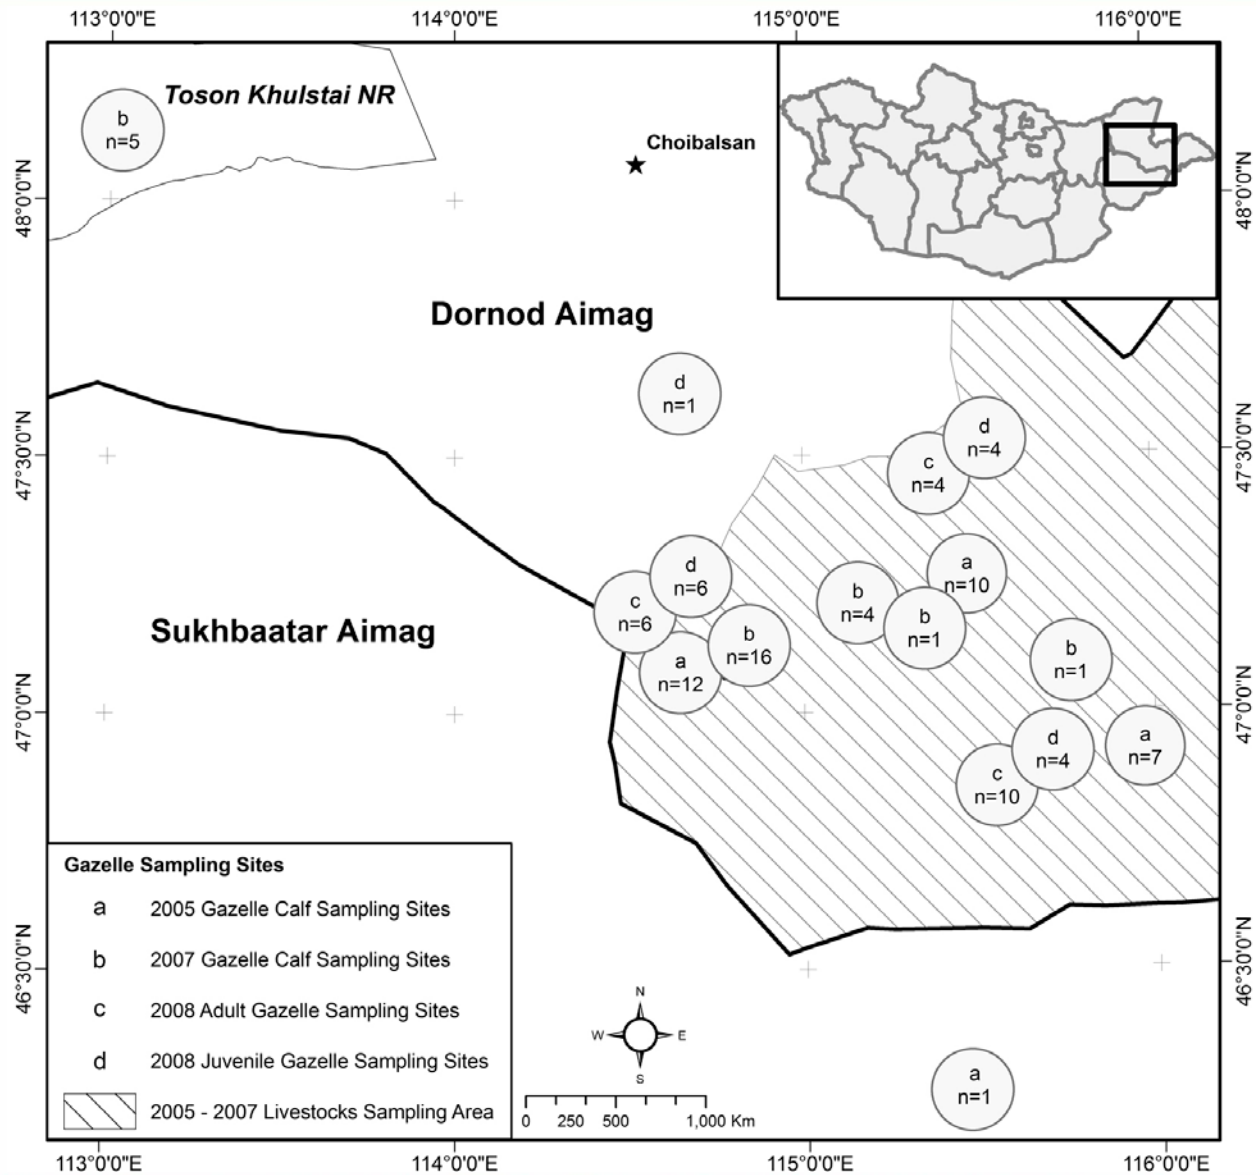 113°0'0"E 114°0'0"E 115°0'0"E 116°0'0"E
Toson Khulstai NR
b
n=5
Choibalsan
48°0'0"N
48°0'0"N
Dornod Aimag
d
n=1
d
n=4
c
n=4
47°30'0"N
47°30'0"N
d
n=6
a
n=10
c
n=6
b
n=4
b
n=1
b
n=16
a
n=12
b
n=1
Sukhbaatar Aimag
47°0'0"N
47°0'0"N
d
n=4
a
n=7
c
n=10
Gazelle Sampling Sites
a 2005 Gazelle Calf Sampling Sites
b 2007 Gazelle Calf Sampling Sites
c 2008 Adult Gazelle Sampling Sites
d 2008 Juvenile Gazelle Sampling Sites
2005 - 2007 Livestocks Sampling Area
46°30'0"N
46°30'0"N
N
W E
S
0 250 500 1,000 Km
a
n=1
113°0'0"E 114°0'0"E 115°0'0"E 116°0'0"E